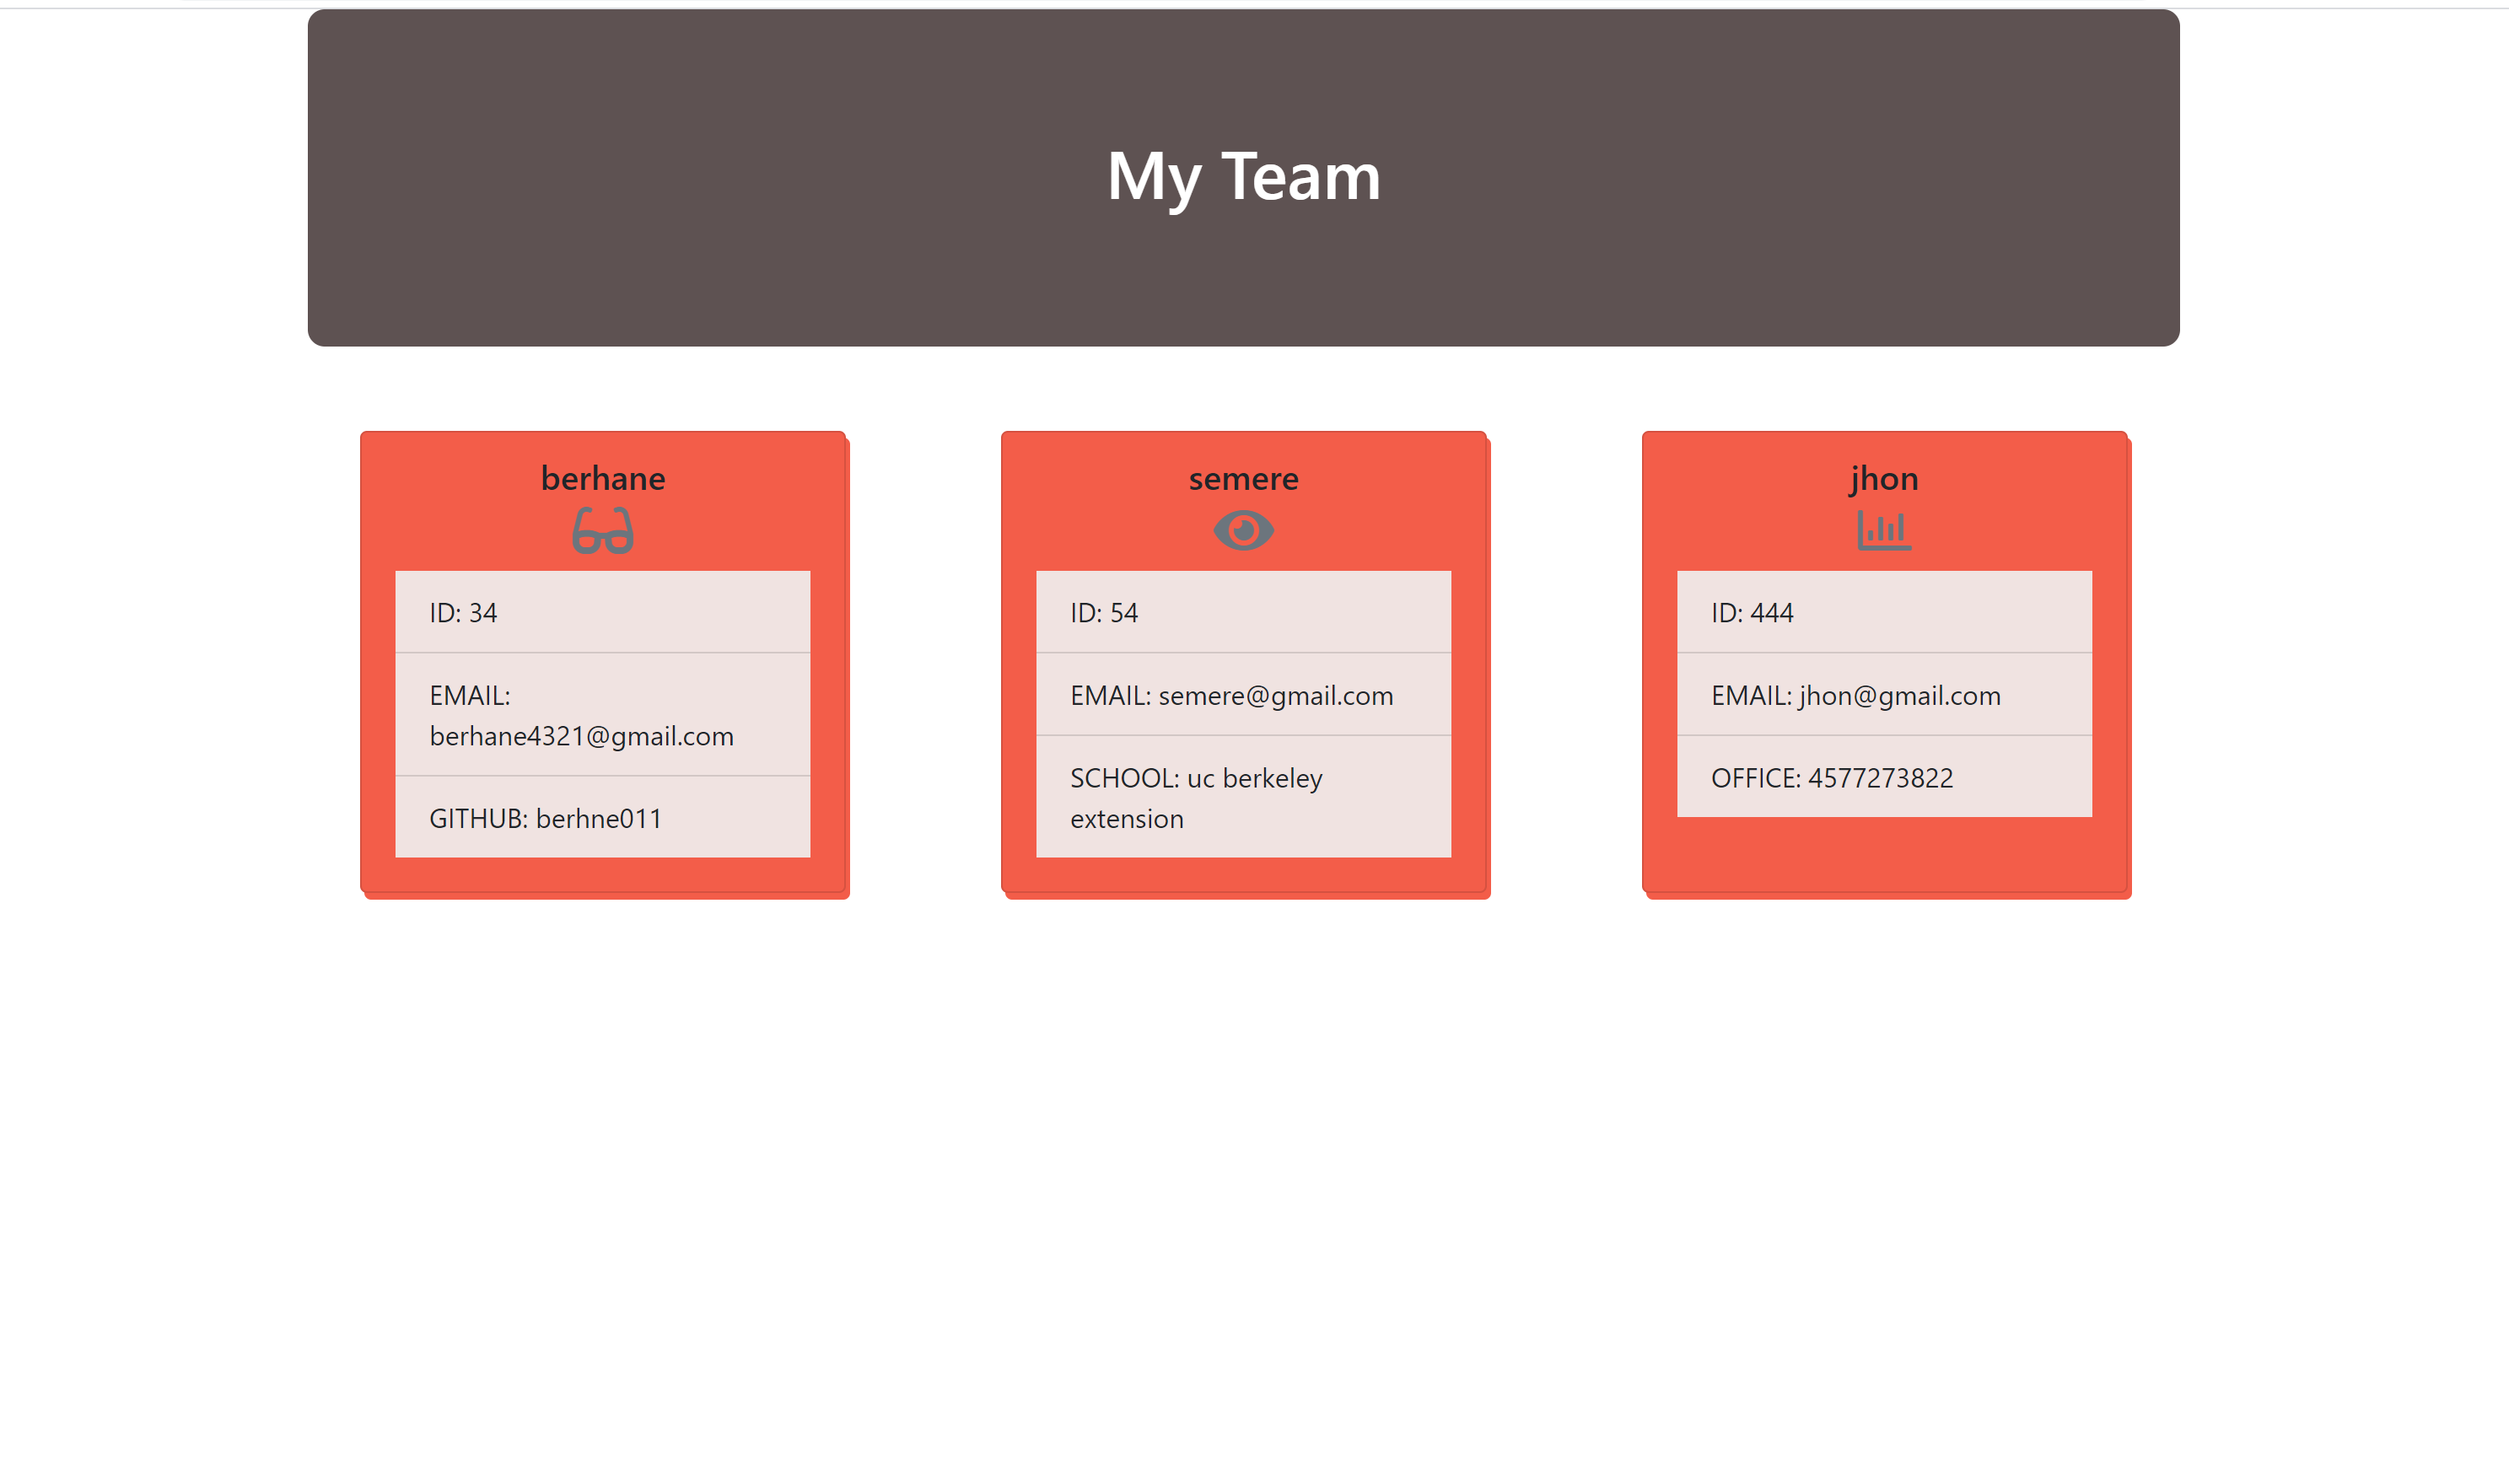 My Team
berhane
ID: 34
EMAIL:
berhane4321@gmail.com
GITHUB: berhne011
semere
ID: 54
EMAIL: semere@gmail.com
SCHOOL: uc berkeley
extension
jhon
ID: 444
EMAIL: jhon@gmail.com
OFFICE: 4577273822